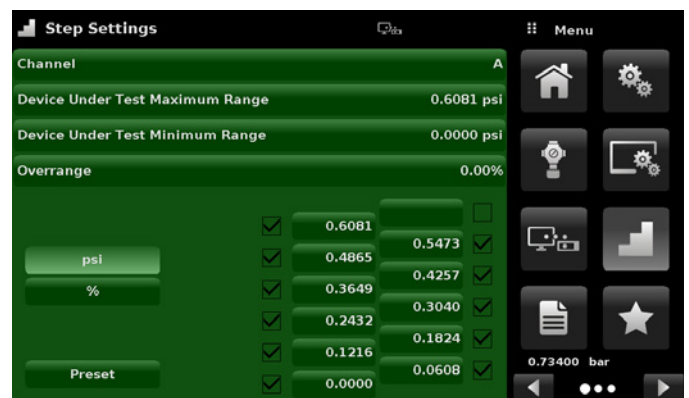 Step Settings
Menu
Channel A
Device Under Test Maximum Range 0.6081 psi
Device Under Test Minimum Range 0.0000 psi
Overrange 0.00%
0.6081
0.5473
psi
0.4865
0.4257
%
0.3649
0.3040
0.2432
0.1824
0.1216
0.0608
Preset
0.0000
0.73400 bar